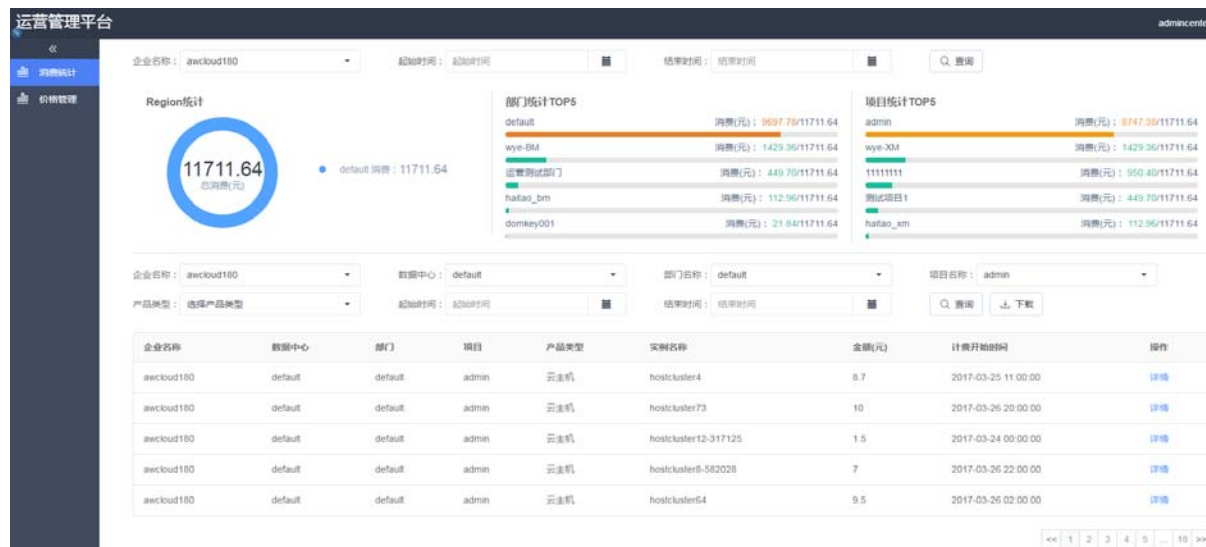 运营管理平台
admincente
«
消费统计
价格管理
企业名称： awcloud180 起始时间： 起始时间 结束时间： 结束时间 查询
Region统计
11711.64
总消费(元)
default 消费：11711.64
部门统计TOP5
default 消费(元)： 9697.78/11711.64
wye-BM 消费(元)： 1429.36/11711.64
运营测试部门 消费(元)： 449.70/11711.64
haitao_bm 消费(元)： 112.96/11711.64
domkey001 消费(元)： 21.84/11711.64
项目统计TOP5
admin 消费(元)： 8747.38/11711.64
wye-XM 消费(元)： 1429.36/11711.64
11111111 消费(元)： 950.40/11711.64
测试项目1 消费(元)： 449.70/11711.64
haitao_xm 消费(元)： 112.96/11711.64
企业名称： awcloud180 数据中心： default 部门名称： default 项目名称： admin
产品类型： 选择产品类型 起始时间： 起始时间 结束时间： 结束时间 查询 下载
企业名称 数据中心 部门 项目 产品类型 实例名称 金额(元) 计费开始时间 操作
awcloud180 default default admin 云主机 hostcluster4 8.7 2017-03-25 11:00:00 详情
awcloud180 default default admin 云主机 hostcluster73 10 2017-03-26 20:00:00 详情
awcloud180 default default admin 云主机 hostcluster12-317125 1.5 2017-03-24 00:00:00 详情
awcloud180 default default admin 云主机 hostcluster8-582028 7 2017-03-26 22:00:00 详情
awcloud180 default default admin 云主机 hostcluster64 9.5 2017-03-26 02:00:00 详情
<< 1 2 3 4 5 ... 16 >>